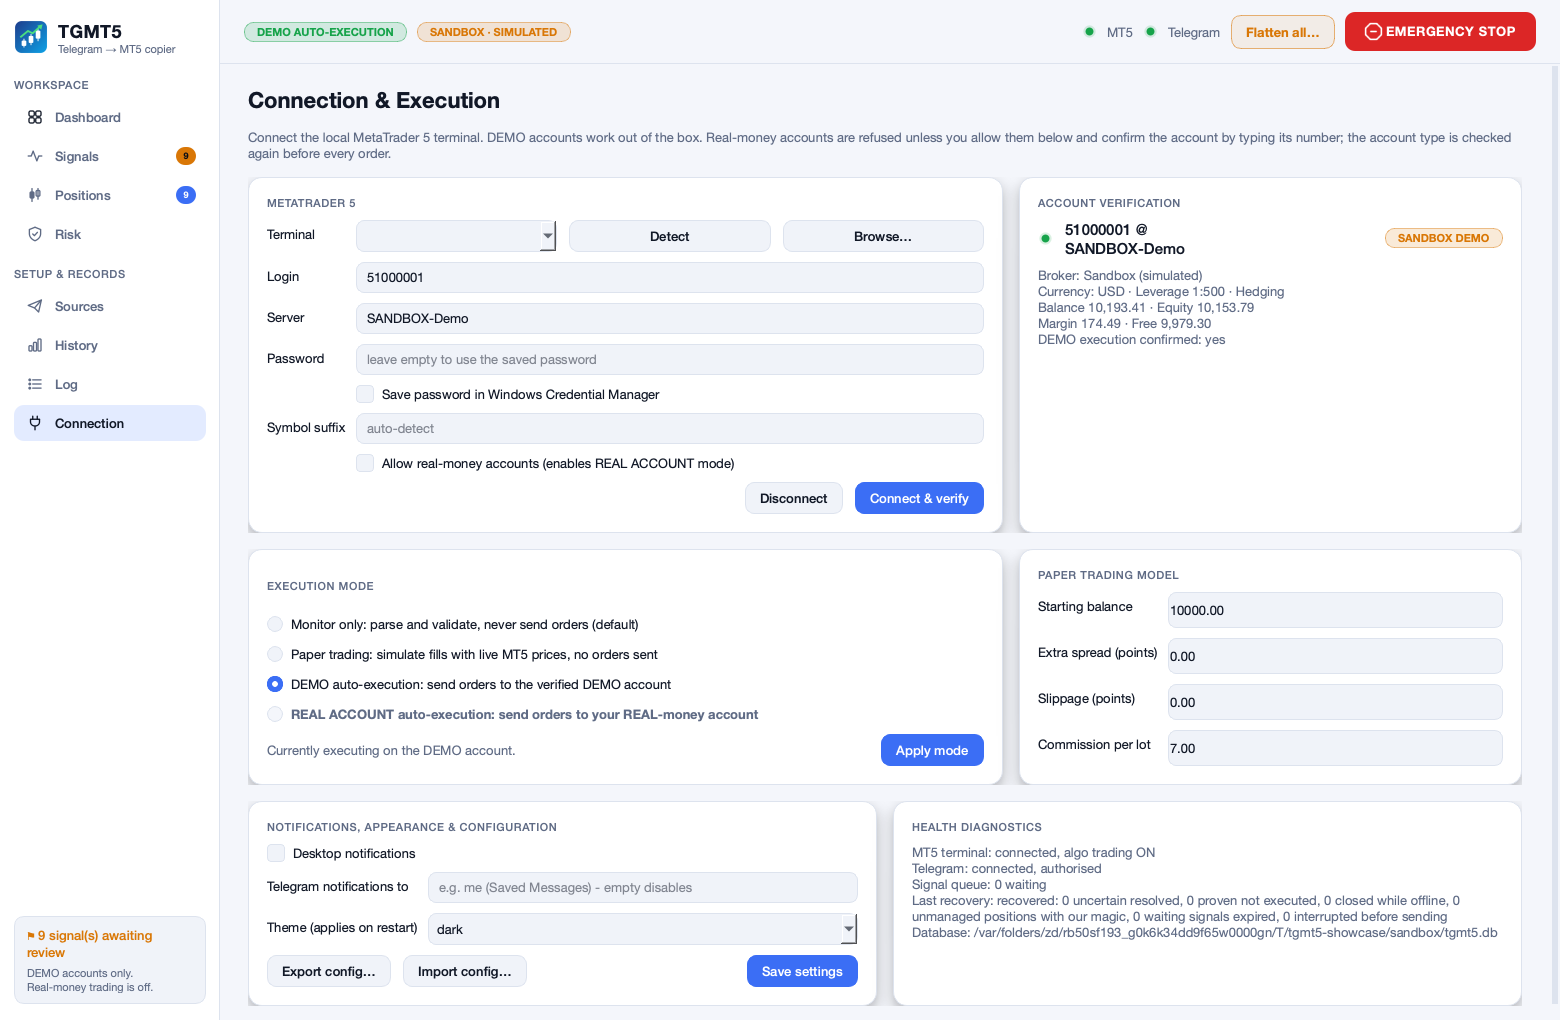 TGMT5
Telegram → MT5 copier
WORKSPACE
Dashboard
Signals 9
Positions 9
Risk
SETUP & RECORDS
Sources
History
Log
Connection
9 signal(s) awaiting
review
DEMO accounts only.
Real-money trading is off.
DEMO AUTO-EXECUTION SANDBOX · SIMULATED MT5 Telegram Flatten all... EMERGENCY STOP
Connection & Execution
Connect the local MetaTrader 5 terminal. DEMO accounts work out of the box. Real-money accounts are refused unless you allow them below and confirm the account by typing its number; the account type is checked
again before every order.
METATRADER 5
Terminal Detect Browse...
Login 51000001
Server SANDBOX-Demo
Password leave empty to use the saved password
Save password in Windows Credential Manager
Symbol suffix auto-detect
Allow real-money accounts (enables REAL ACCOUNT mode)
Disconnect Connect & verify
ACCOUNT VERIFICATION
51000001 @
SANDBOX-Demo
SANDBOX DEMO
Broker: Sandbox (simulated)
Currency: USD · Leverage 1:500 · Hedging
Balance 10,193.41 · Equity 10,153.79
Margin 174.49 · Free 9,979.30
DEMO execution confirmed: yes
EXECUTION MODE
Monitor only: parse and validate, never send orders (default)
Paper trading: simulate fills with live MT5 prices, no orders sent
DEMO auto-execution: send orders to the verified DEMO account
REAL ACCOUNT auto-execution: send orders to your REAL-money account
Currently executing on the DEMO account. Apply mode
PAPER TRADING MODEL
Starting balance 10000.00
Extra spread (points) 0.00
Slippage (points) 0.00
Commission per lot 7.00
NOTIFICATIONS, APPEARANCE & CONFIGURATION
Desktop notifications
Telegram notifications to e.g. me (Saved Messages) - empty disables
Theme (applies on restart) dark
Export config... Import config... Save settings
HEALTH DIAGNOSTICS
MT5 terminal: connected, algo trading ON
Telegram: connected, authorised
Signal queue: 0 waiting
Last recovery: recovered: 0 uncertain resolved, 0 proven not executed, 0 closed while offline, 0
unmanaged positions with our magic, 0 waiting signals expired, 0 interrupted before sending
Database: /var/folders/zd/rb50sf193_g0k6k34dd9f65w0000gn/T/tgmt5-showcase/sandbox/tgmt5.db